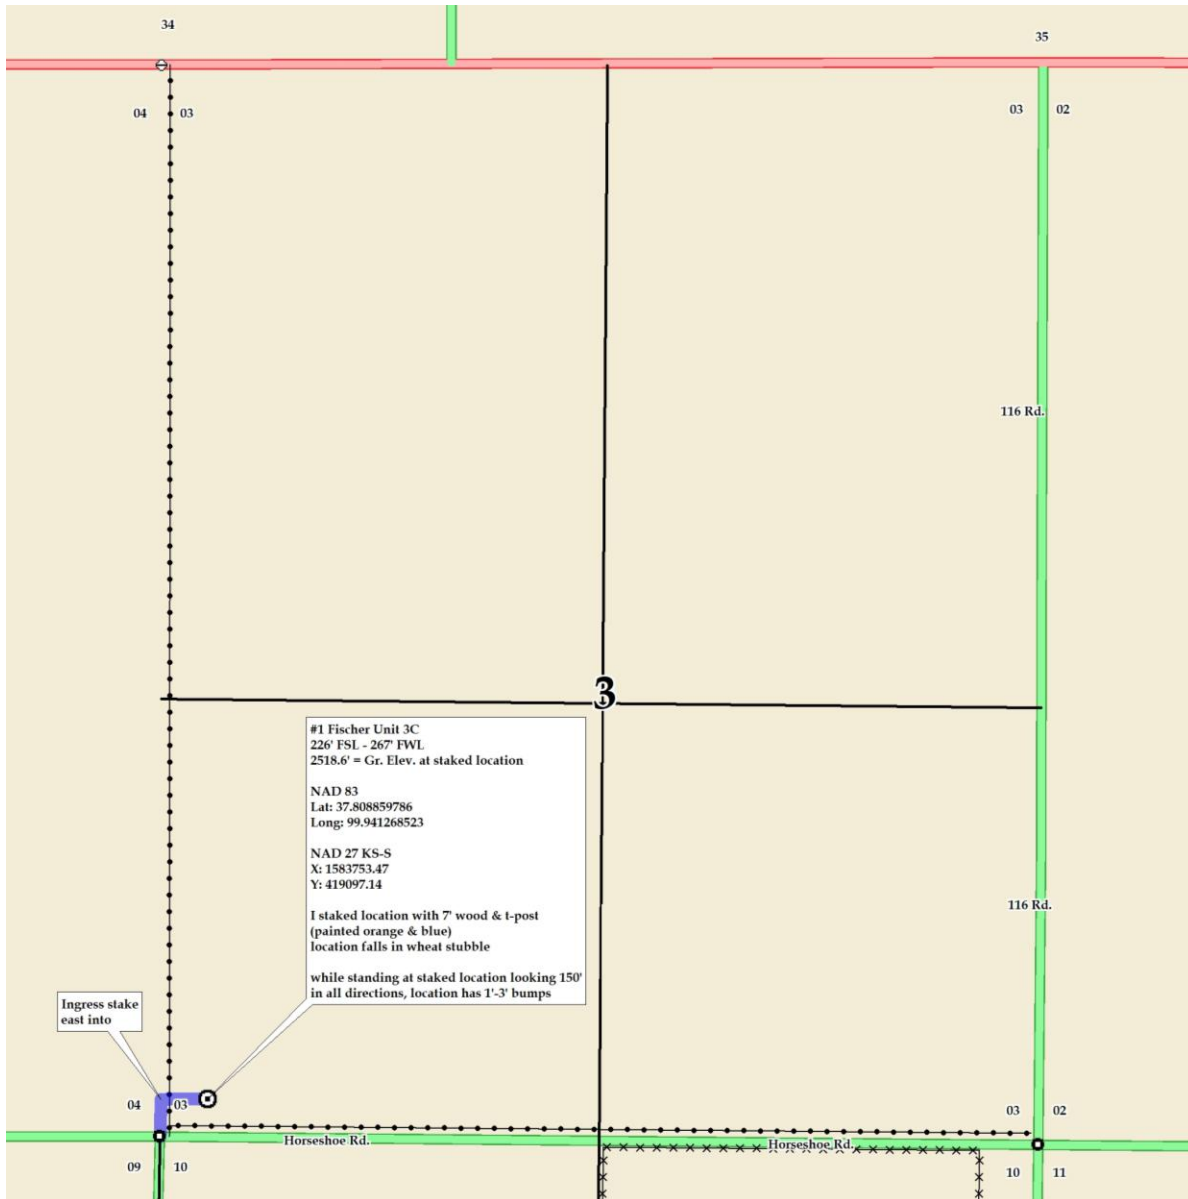 34
35
04
03
03
02
116 Rd.
3
#1 Fischer Unit 3C
226' FSL - 267' FWL
2518.6' = Gr. Elev. at staked location
NAD 83
Lat: 37.808859786
Long: 99.941268523
NAD 27 KS-S
X: 1583753.47
Y: 419097.14
I staked location with 7' wood & t-post
(painted orange & blue)
location falls in wheat stubble
while standing at staked location looking 150'
in all directions, location has 1'-3' bumps
116 Rd.
Ingress stake
east into
04
03
03
02
Horseshoe Rd.
Horseshoe Rd.
09
10
10
11